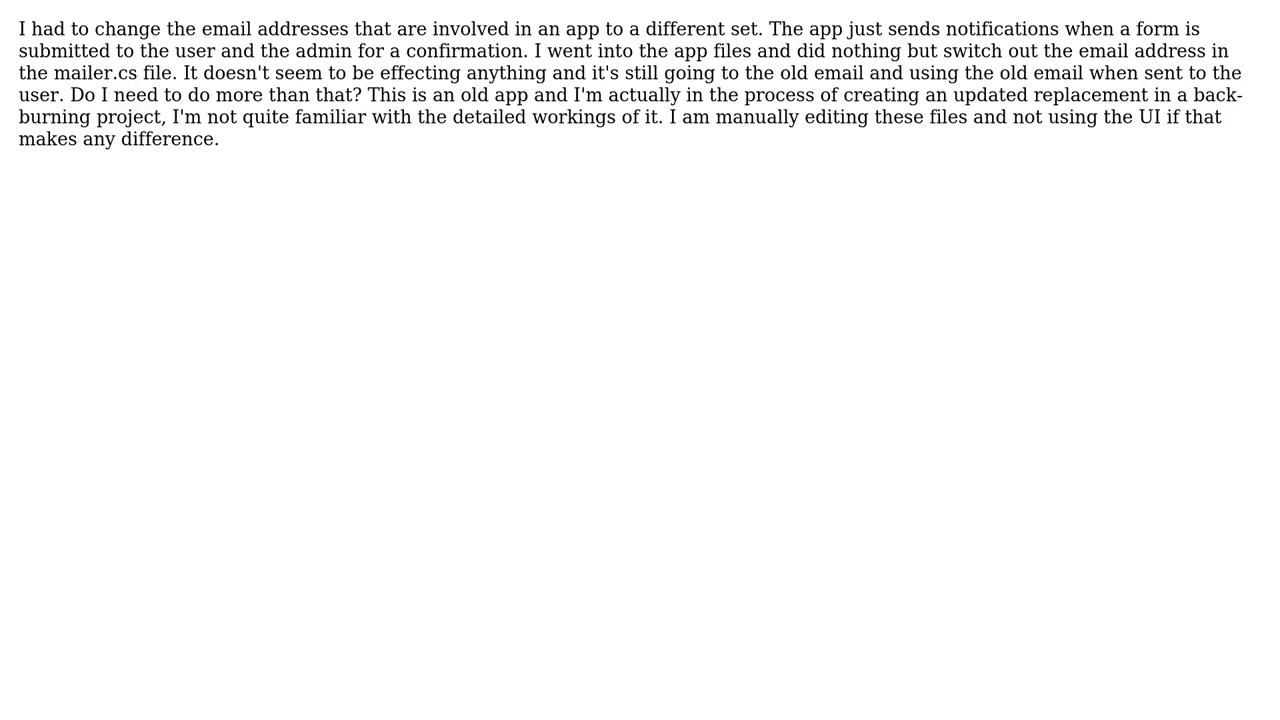 I had to change the email addresses that are involved in an app to a different set. The app just sends notifications when a form is
submitted to the user and the admin for a confirmation. I went into the app files and did nothing but switch out the email address in
the mailer.cs file. It doesn't seem to be effecting anything and it's still going to the old email and using the old email when sent to the
user. Do I need to do more than that? This is an old app and I'm actually in the process of creating an updated replacement in a back-
burning project, I'm not quite familiar with the detailed workings of it. I am manually editing these files and not using the UI if that
makes any difference.